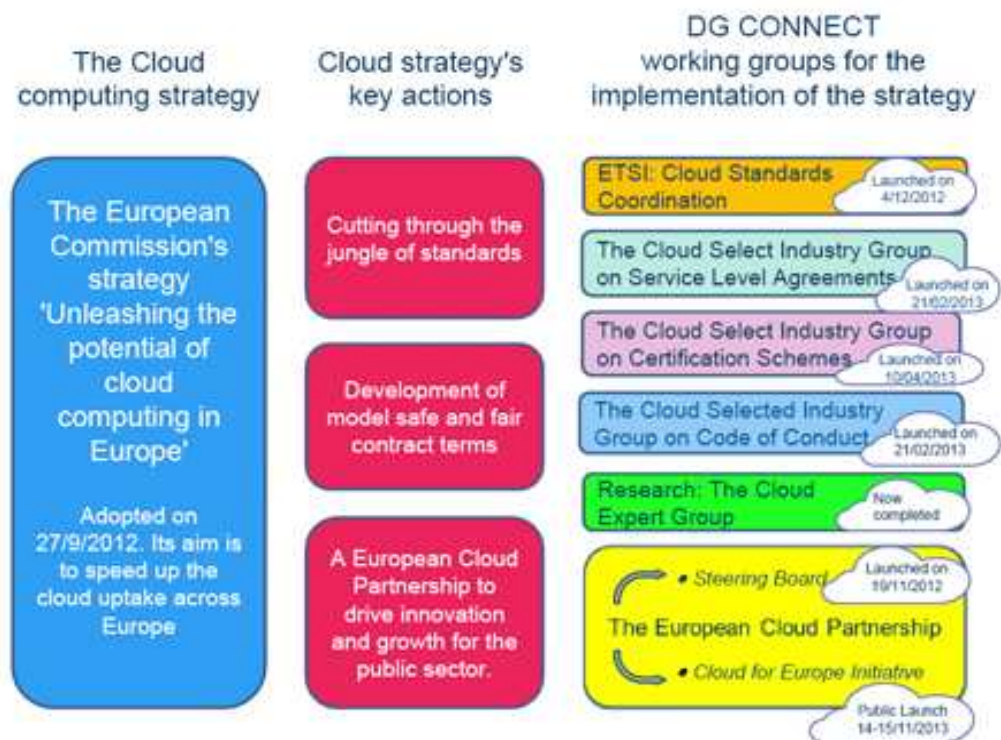 The Cloud
computing strategy
Cloud strategy's
key actions
DG CONNECT
working groups for the
implementation of the strategy
The European
Commission's
strategy
'Unleashing the
potential of
cloud
computing in
Europe'
Adopted on
27/9/2012. Its aim is
to speed up the
cloud uptake across
Europe
Cutting through the
jungle of standards
Development of
model safe and fair
contract terms
A European Cloud
Partnership to
drive innovation
and growth for the
public sector.
ETSI: Cloud Standards
Coordination
Launched on
4/12/2012
The Cloud Select Industry Group
on Service Level Agreements
Launched on
21/02/2013
The Cloud Select Industry Group
on Certification Schemes
Launched on
10/04/2013
The Cloud Selected Industry
Group on Code of Conduct
Launched on
21/02/2013
Research: The Cloud
Expert Group
Now
completed
• Steering Board
Launched on
19/11/2012
The European Cloud Partnership
• Cloud for Europe Initiative
Public Launch
14-15/11/2013